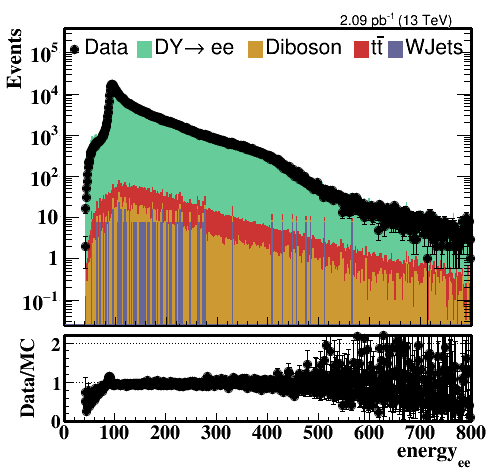 2.09 pb⁻¹ (13 TeV)
Events
Data DY→ ee Diboson tt̄ WJets
10⁵
10⁴
10³
10²
10
1
10⁻¹
Data/MC
2
1
0
0 100 200 300 400 500 600 700 800
energy_ee